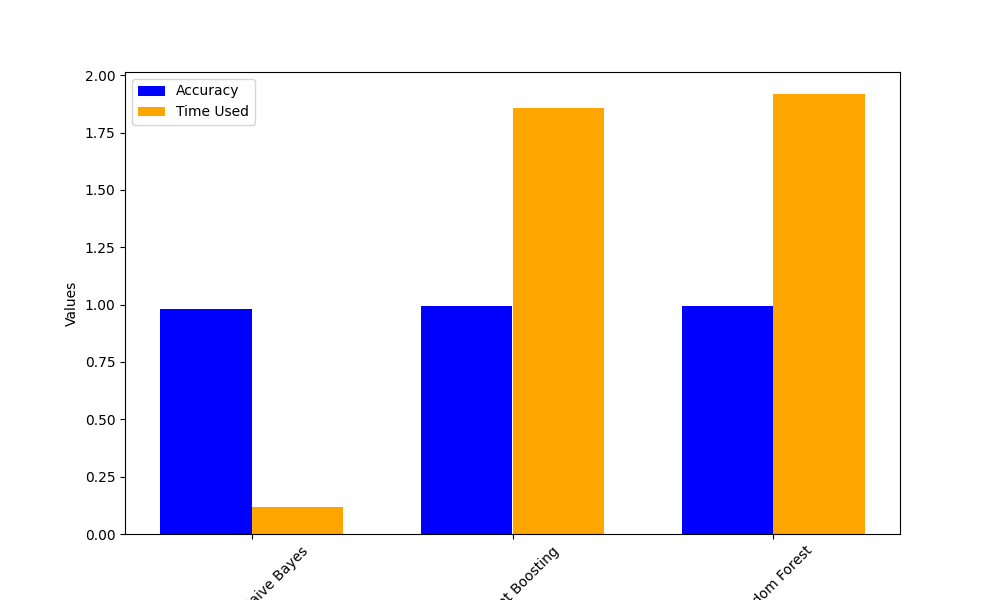 Accuracy
Time Used
2.00
1.75
1.50
1.25
1.00
0.75
0.50
0.25
0.00
Values
aive Bayes
t Boosting
dom Forest